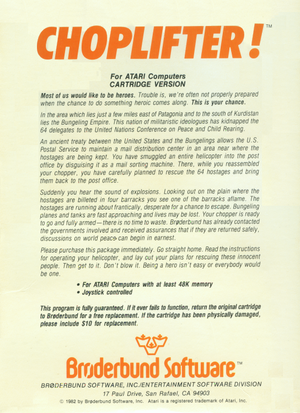 CHOPLIFTER!™
For ATARI Computers
CARTRIDGE VERSION
Most of us would like to be heroes. Trouble is, we're often not properly prepared
when the chance to do something heroic comes along. This is your chance.
In the area which lies just a few miles east of Patagonia and to the south of Kurdistan
lies the Bungeling Empire. This nation of militaristic ideologues has kidnapped the
64 delegates to the United Nations Conference on Peace and Child Rearing.
An ancient treaty between the United States and the Bungelings allows the U.S.
Postal Service to maintain a mail distribution center in an area near where the
hostages are being kept. You have smuggled an entire helicopter into the post
office by disguising it as a mail sorting machine. There, while you reassembled
your chopper, you have carefully planned to rescue the 64 hostages and bring
them back to the post office.
Suddenly you hear the sound of explosions. Looking out on the plain where the
hostages are billeted in four barracks you see one of the barracks aflame. The
hostages are running about frantically, desperate for a chance to escape. Bungeling
planes and tanks are fast approaching and lives may be lost. Your chopper is ready
to go and fully armed — there is no time to waste. Brøderbund has already contacted
the governments involved and received assurances that if they are returned safely,
discussions on world peace can begin in earnest.
Please purchase this package immediately. Go straight home. Read the instructions
for operating your helicopter, and lay out your plans for rescuing these innocent
people. Then get to it. Don't blow it. Being a hero isn't easy or everybody would
be one.
• For ATARI Computers with at least 48K memory
• Joystick controlled
This program is fully guaranteed. If it ever fails to function, return the original cartridge
to Brøderbund for a free replacement. If the cartridge has been physically damaged,
please include $10 for replacement.
Brøderbund Software™
BRØDERBUND SOFTWARE, INC./ENTERTAINMENT SOFTWARE DIVISION
17 Paul Drive, San Rafael, CA 94903
© 1982 by Brøderbund Software, Inc. Atari is a registered trademark of Atari, Inc.